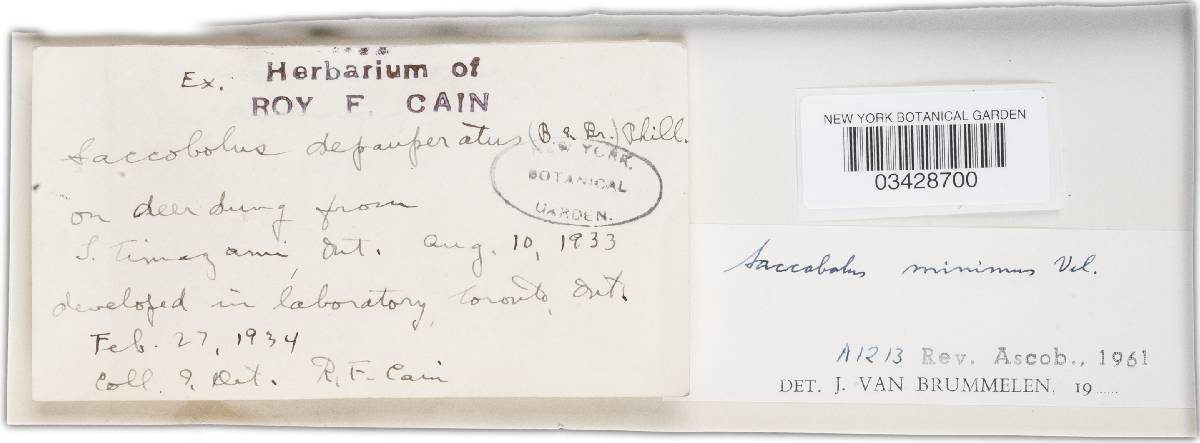 Ex. Herbarium of
ROY F. CAIN
Saccobolus depauperatus (B & Br.) Phill.
NEW YORK
BOTANICAL
GARDEN.
on deer dung from
L. Timagami, Ont. Aug. 10, 1933
developed in laboratory, Toronto, Ont.
Feb. 27, 1934
Coll. & Det. R. F. Cain
NEW YORK BOTANICAL GARDEN
03428700
Saccobolus minimus Vel.
A1213 Rev. Ascob., 1961
DET. J. VAN BRUMMELEN, 19......